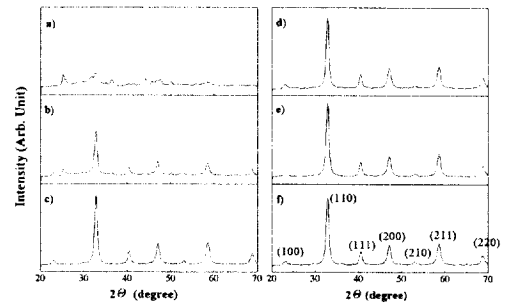 Intensity (Arb. Unit)
a)
b)
c)
20 30 40 50 60 70
2Θ (degree)
d)
e)
f)
(100)
(110)
(111)
(200)
(210)
(211)
(220)
20 30 40 50 60 70
2Θ (degree)